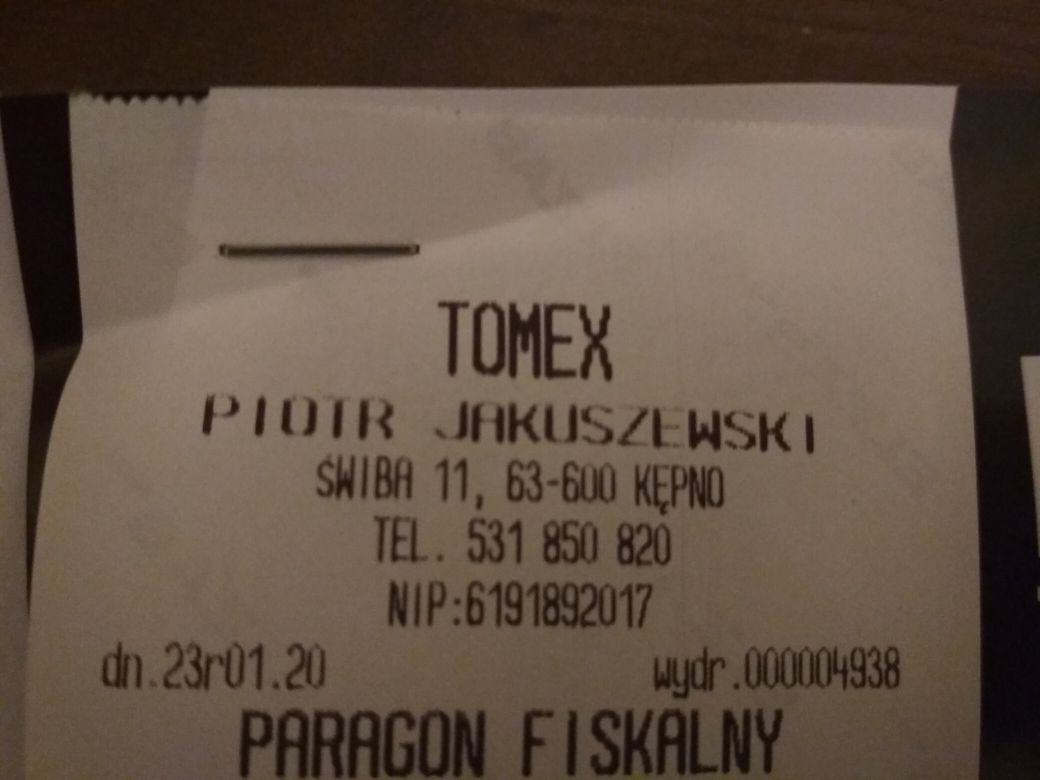 TOMEX
PIOTR JAKUSZEWSKI
ŚWIBA 11, 63-600 KĘPNO
TEL. 531 850 820
NIP:6191892017
dn.23r01.20 wydr.000004938
PARAGON FISKALNY